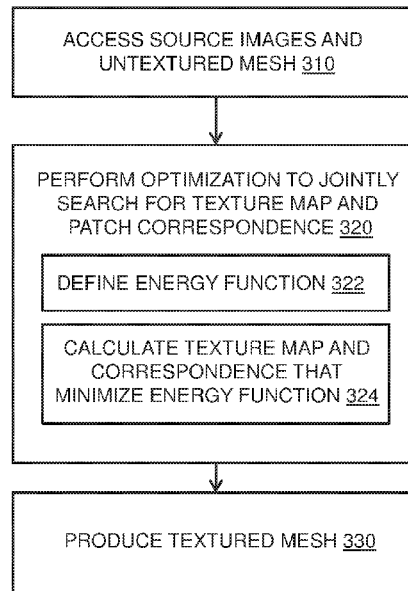 ACCESS SOURCE IMAGES AND
UNTEXTURED MESH 310
PERFORM OPTIMIZATION TO JOINTLY
SEARCH FOR TEXTURE MAP AND
PATCH CORRESPONDENCE 320
DEFINE ENERGY FUNCTION 322
CALCULATE TEXTURE MAP AND
CORRESPONDENCE THAT
MINIMIZE ENERGY FUNCTION 324
PRODUCE TEXTURED MESH 330